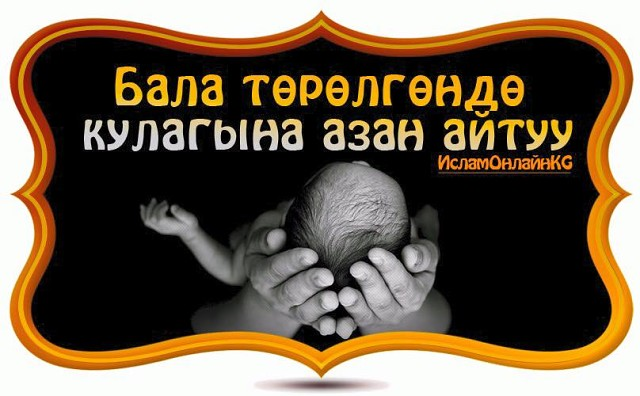 Бала төрөлгөндө
кулагына азан айтуу
ИсламОнлайнKG